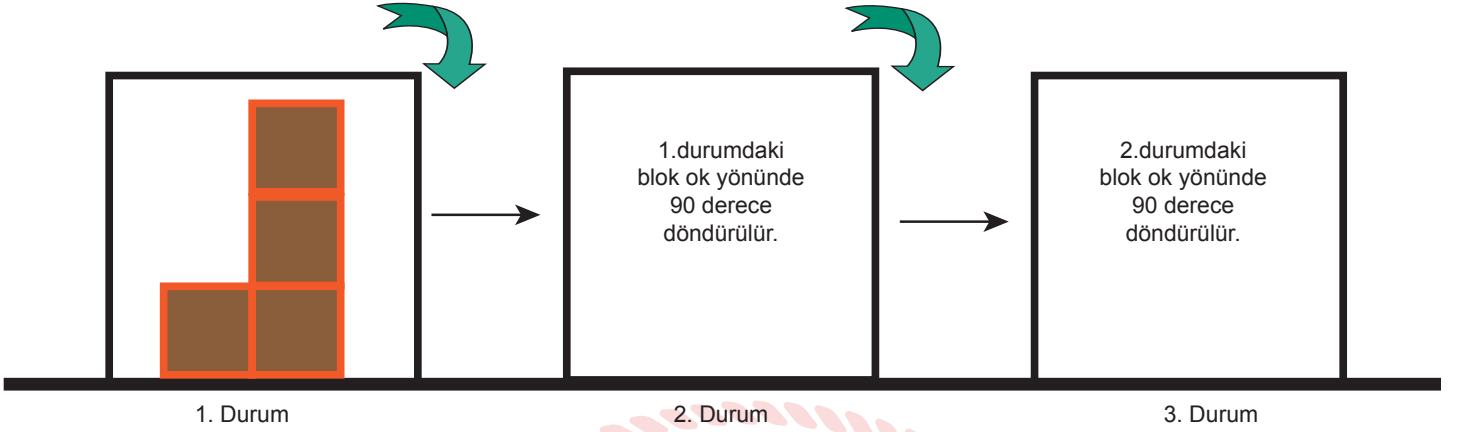 1.durumdaki
blok ok yönünde
90 derece
döndürülür.
2.durumdaki
blok ok yönünde
90 derece
döndürülür.
1. Durum
2. Durum
3. Durum